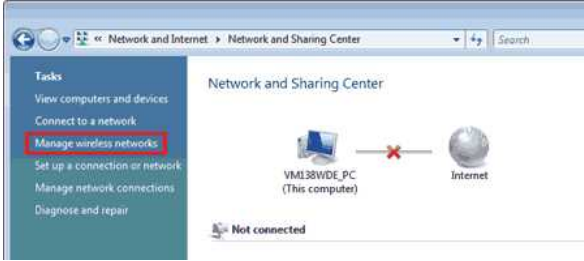 « Network and Internet ▸ Network and Sharing Center
Search
Tasks
View computers and devices
Connect to a network
Manage wireless networks
Set up a connection or network
Manage network connections
Diagnose and repair
Network and Sharing Center
VM138WDE_PC
(This computer)
Internet
Not connected